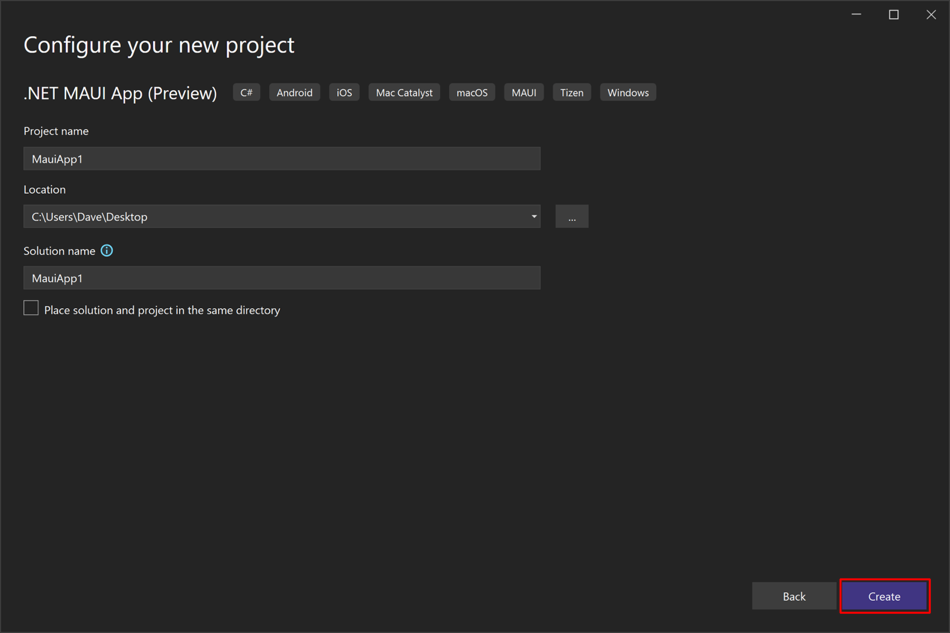 Configure your new project
.NET MAUI App (Preview) C# Android iOS Mac Catalyst macOS MAUI Tizen Windows
Project name
MauiApp1
Location
C:\Users\Dave\Desktop
...
Solution name
MauiApp1
Place solution and project in the same directory
Back Create